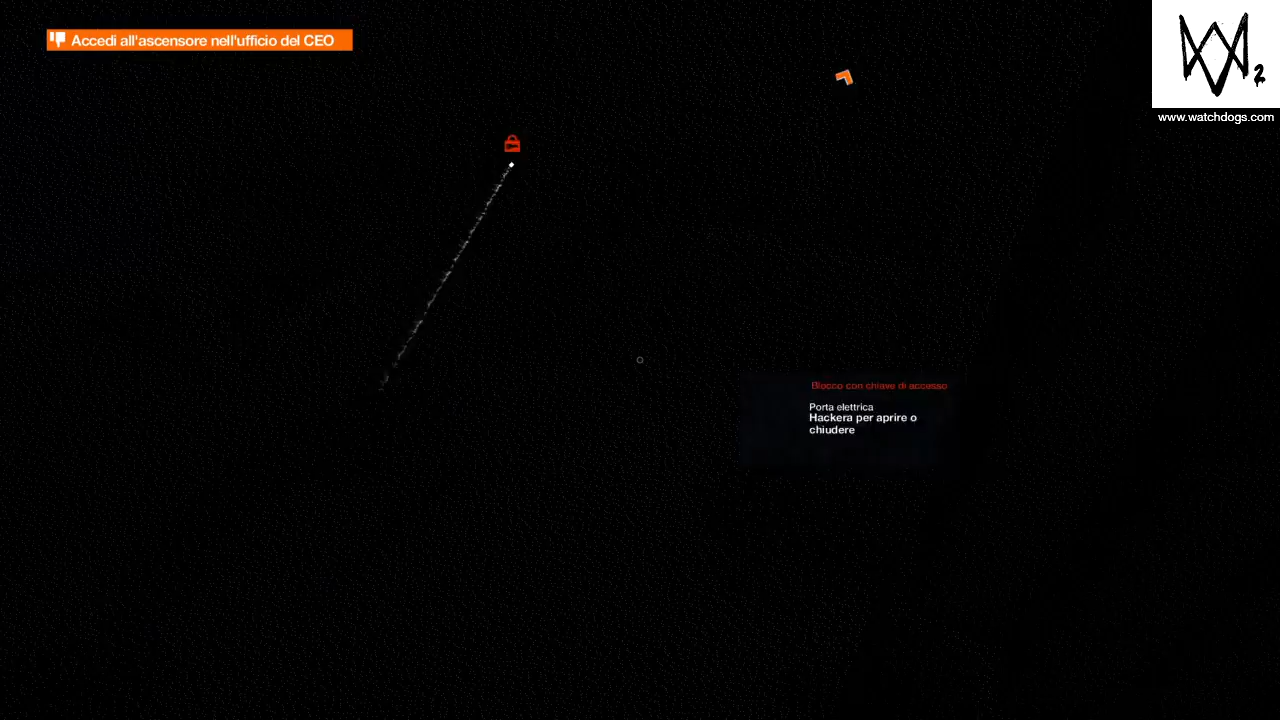 Accedi all'ascensore nell'ufficio del CEO
2
www.watchdogs.com
Blocco con chiave di accesso
Porta elettrica
Hackera per aprire o
chiudere